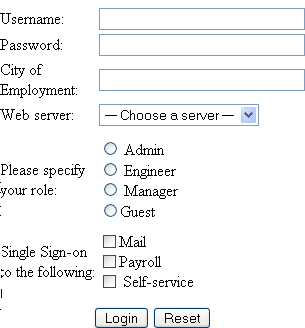 Username:
Password:
City of
Employment:
Web server: — Choose a server —
Please specify
your role:
Admin
Engineer
Manager
Guest
Single Sign-on
to the following:
Mail
Payroll
Self-service
Login Reset